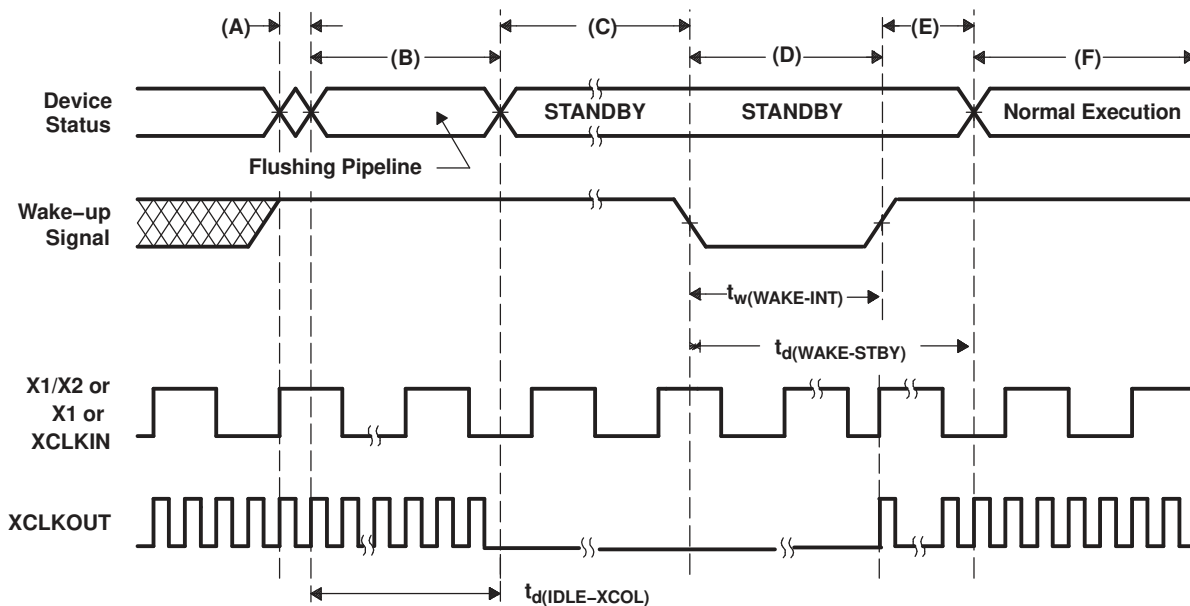 (A)
(C)
(E)
(B)
(D)
(F)
Device
Status
STANDBY
STANDBY
Normal Execution
Flushing Pipeline
Wake−up
Signal
tw(WAKE-INT)
td(WAKE-STBY)
X1/X2 or
X1 or
XCLKIN
XCLKOUT
td(IDLE−XCOL)